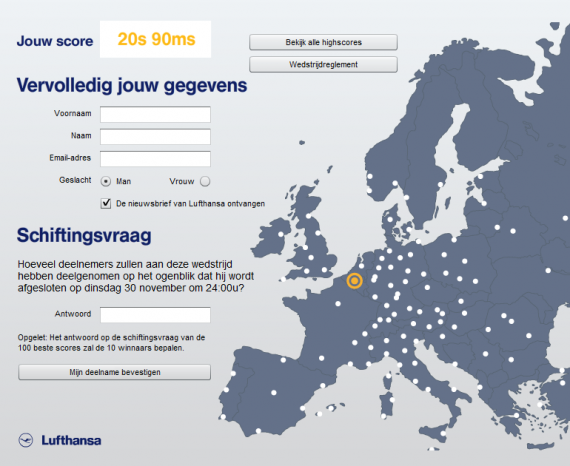 Jouw score 20s 90ms
Bekijk alle highscores
Wedstrijdreglement
Vervolledig jouw gegevens
Voornaam
Naam
Email-adres
Geslacht Man Vrouw
De nieuwsbrief van Lufthansa ontvangen
Schiftingsvraag
Hoeveel deelnemers zullen aan deze wedstrijd
hebben deelgenomen op het ogenblik dat hij wordt
afgesloten op dinsdag 30 november om 24:00u?
Antwoord
Opgelet: Het antwoord op de schiftingsvraag van de
100 beste scores zal de 10 winnaars bepalen.
Mijn deelname bevestigen
Lufthansa